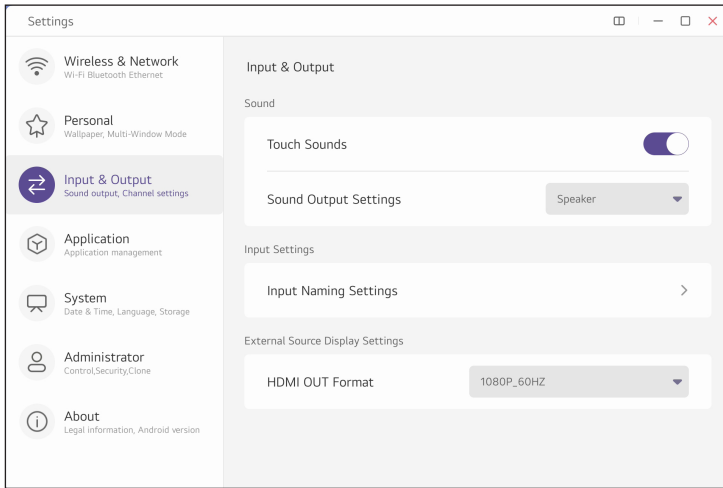 Settings
Wireless & Network
Wi-Fi Bluetooth Ethernet
Personal
Wallpaper, Multi-Window Mode
Input & Output
Sound output, Channel settings
Application
Application management
System
Date & Time, Language, Storage
Administrator
Control,Security,Clone
About
Legal information, Android version
Input & Output
Sound
Touch Sounds
Sound Output Settings
Speaker
Input Settings
Input Naming Settings
External Source Display Settings
HDMI OUT Format
1080P_60HZ